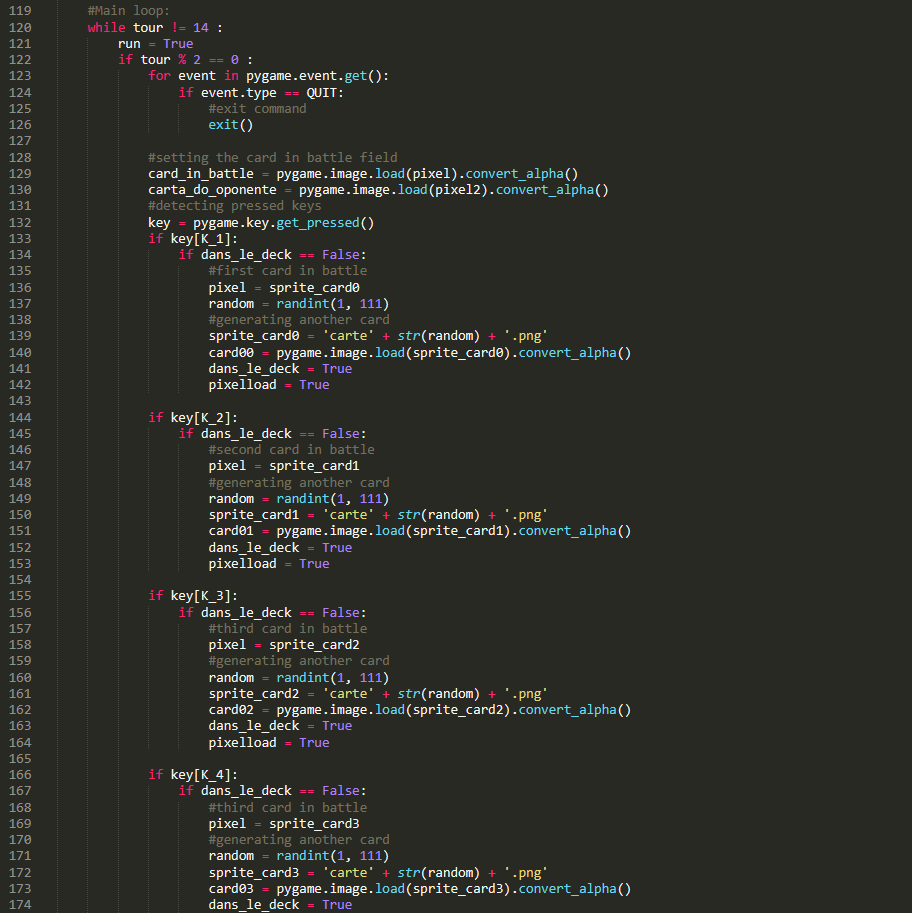 119 #Main loop:
120 while tour != 14 :
121 run = True
122 if tour % 2 == 0 :
123 for event in pygame.event.get():
124 if event.type == QUIT:
125 #exit command
126 exit()
127
128 #setting the card in battle field
129 card_in_battle = pygame.image.load(pixel).convert_alpha()
130 carta_do_oponente = pygame.image.load(pixel2).convert_alpha()
131 #detecting pressed keys
132 key = pygame.key.get_pressed()
133 if key[K_1]:
134 if dans_le_deck == False:
135 #first card in battle
136 pixel = sprite_card0
137 random = randint(1, 111)
138 #generating another card
139 sprite_card0 = 'carte' + str(random) + '.png'
140 card00 = pygame.image.load(sprite_card0).convert_alpha()
141 dans_le_deck = True
142 pixelload = True
143
144 if key[K_2]:
145 if dans_le_deck == False:
146 #second card in battle
147 pixel = sprite_card1
148 #generating another card
149 random = randint(1, 111)
150 sprite_card1 = 'carte' + str(random) + '.png'
151 card01 = pygame.image.load(sprite_card1).convert_alpha()
152 dans_le_deck = True
153 pixelload = True
154
155 if key[K_3]:
156 if dans_le_deck == False:
157 #third card in battle
158 pixel = sprite_card2
159 #generating another card
160 random = randint(1, 111)
161 sprite_card2 = 'carte' + str(random) + '.png'
162 card02 = pygame.image.load(sprite_card2).convert_alpha()
163 dans_le_deck = True
164 pixelload = True
165
166 if key[K_4]:
167 if dans_le_deck == False:
168 #third card in battle
169 pixel = sprite_card3
170 #generating another card
171 random = randint(1, 111)
172 sprite_card3 = 'carte' + str(random) + '.png'
173 card03 = pygame.image.load(sprite_card3).convert_alpha()
174 dans_le_deck = True